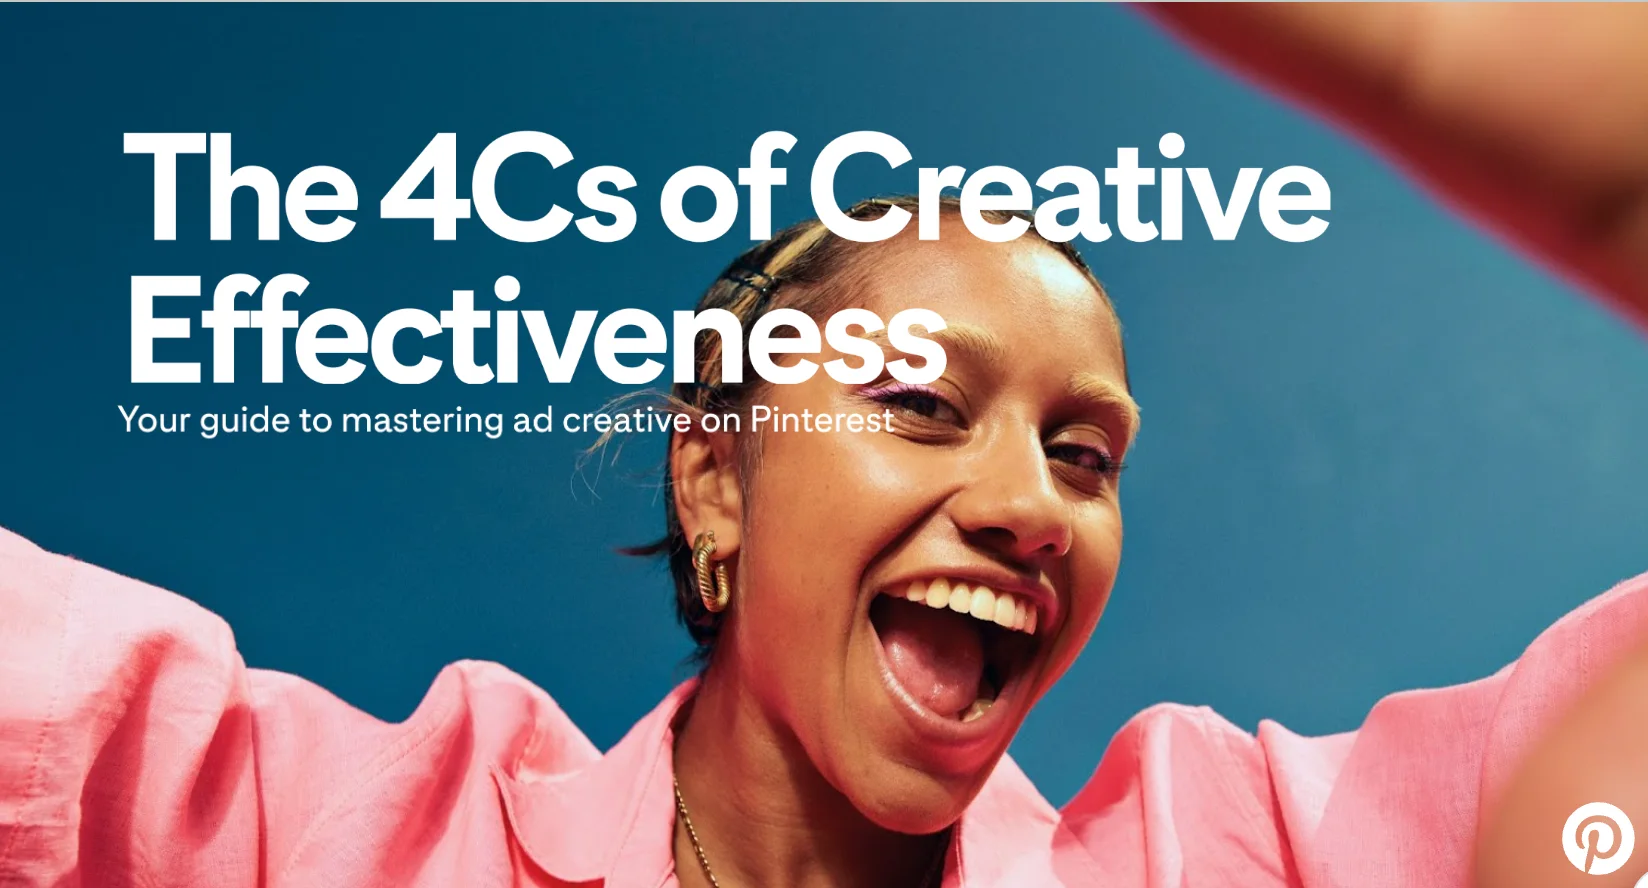 The 4Cs of Creative
Effectiveness
Your guide to mastering ad creative on Pinterest